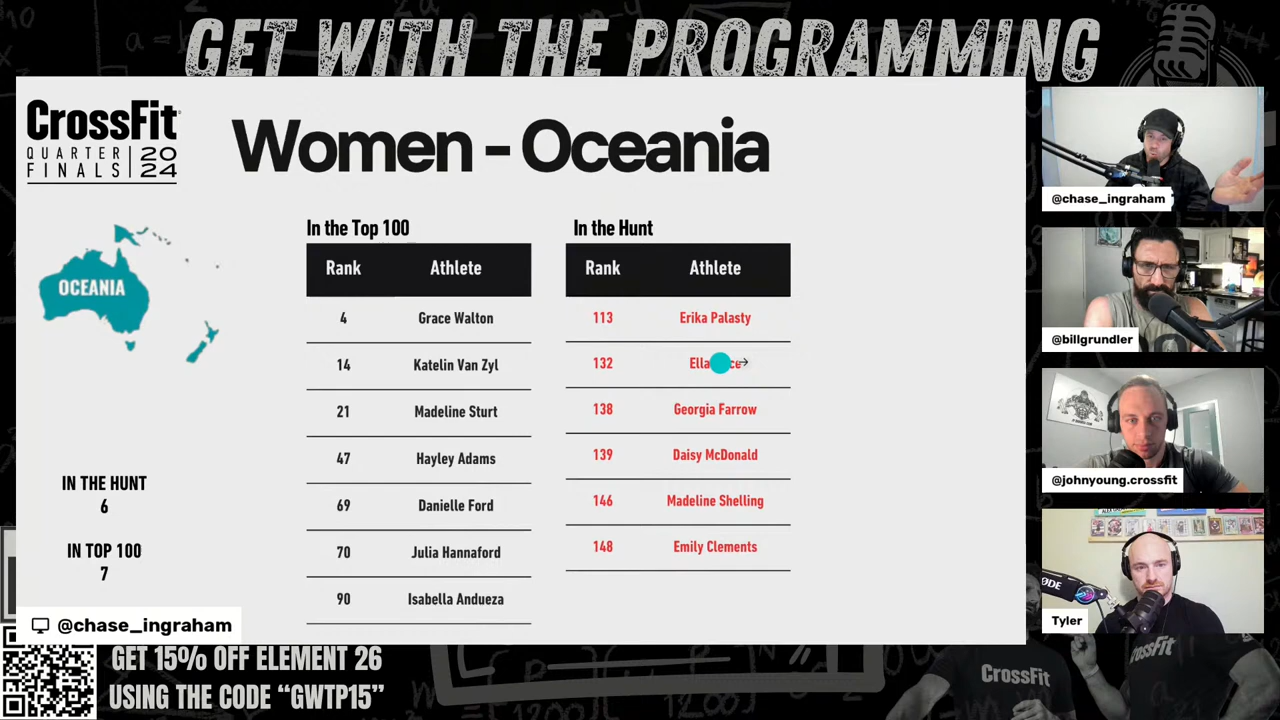 GET WITH THE PROGRAMMING
CrossFit
QUARTER FINALS | 2024
Women - Oceania
OCEANIA
IN THE HUNT
6
IN TOP 100
7
In the Top 100
Rank Athlete
4 Grace Walton
14 Katelin Van Zyl
21 Madeline Sturt
47 Hayley Adams
69 Danielle Ford
70 Julia Hannaford
90 Isabella Andueza
In the Hunt
Rank Athlete
113 Erika Palasty
132
138 Georgia Farrow
139 Daisy McDonald
146 Madeline Shelling
148 Emily Clements
@chase_ingraham
@billgrundler
@johnyoung.crossfit
Tyler
@chase_ingraham
GET 15% OFF ELEMENT 26
USING THE CODE “GWTP15”
CrossFit
CrossFit